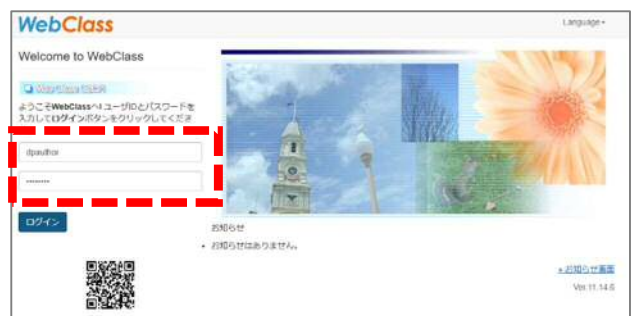 WebClass
Language
Welcome to WebClass
ようこそWebClassへ! ユーザIDとパスワードを
入力してログインボタンをクリックしてくださ
dpauthor
........
ログイン
お知らせ
お知らせはありません。
» お知らせ画面
Ver.11.14.6